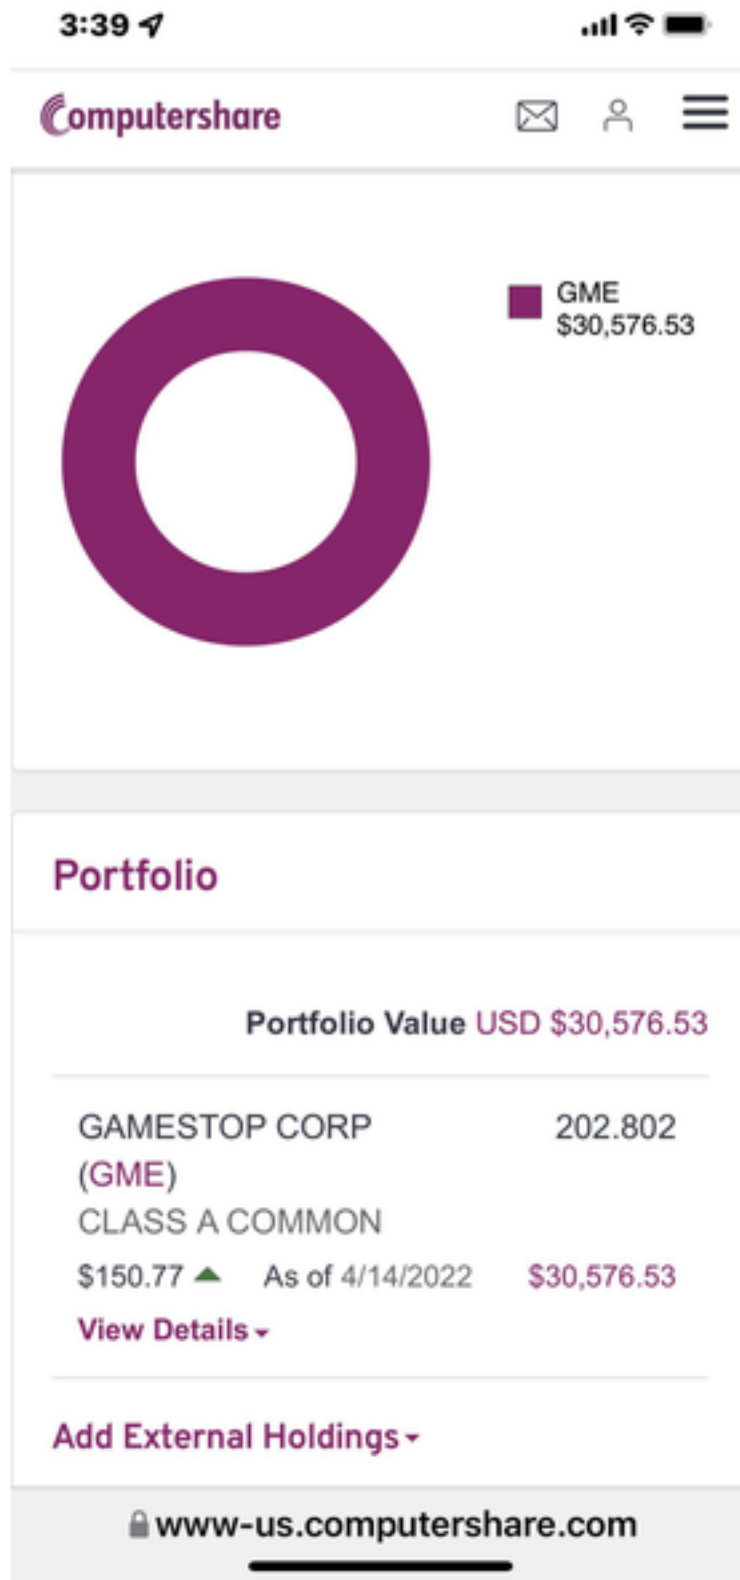 3:39
Computershare
GME
$30,576.53
Portfolio
Portfolio Value USD $30,576.53
GAMESTOP CORP 202.802
(GME)
CLASS A COMMON
$150.77 As of 4/14/2022 $30,576.53
View Details
Add External Holdings
www-us.computershare.com